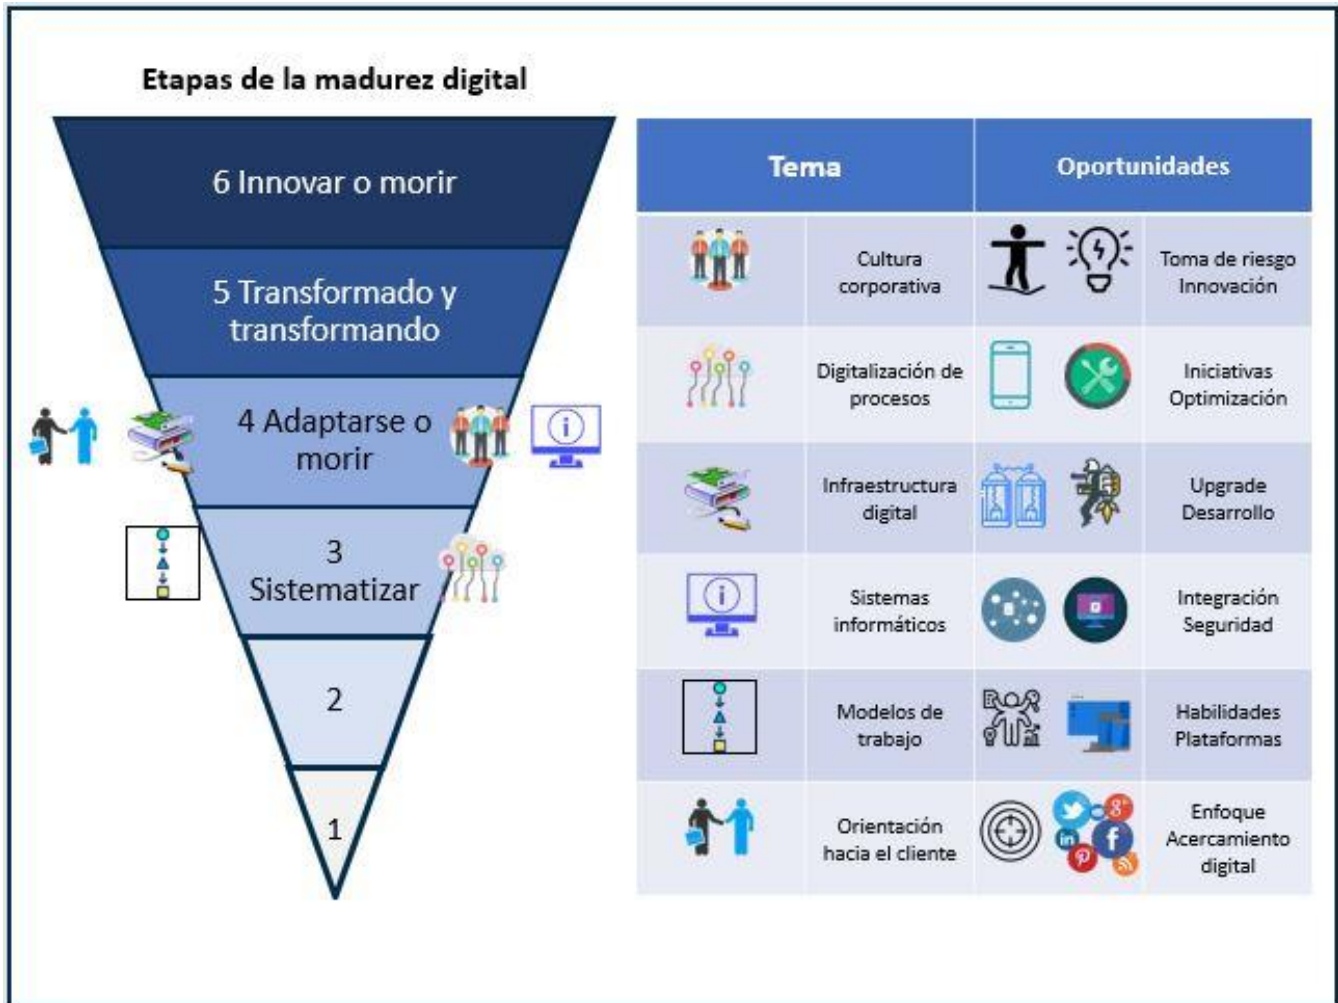 Etapas de la madurez digital
6 Innovar o morir
5 Transformado y
transformando
4 Adaptarse o
morir
3
Sistematizar
2
1
Tema
Oportunidades
Cultura
corporativa
Toma de riesgo
Innovación
Digitalización de
procesos
Iniciativas
Optimización
Infraestructura
digital
Upgrade
Desarrollo
Sistemas
informáticos
Integración
Seguridad
Modelos de
trabajo
Habilidades
Plataformas
Orientación
hacia el cliente
Enfoque
Acercamiento
digital